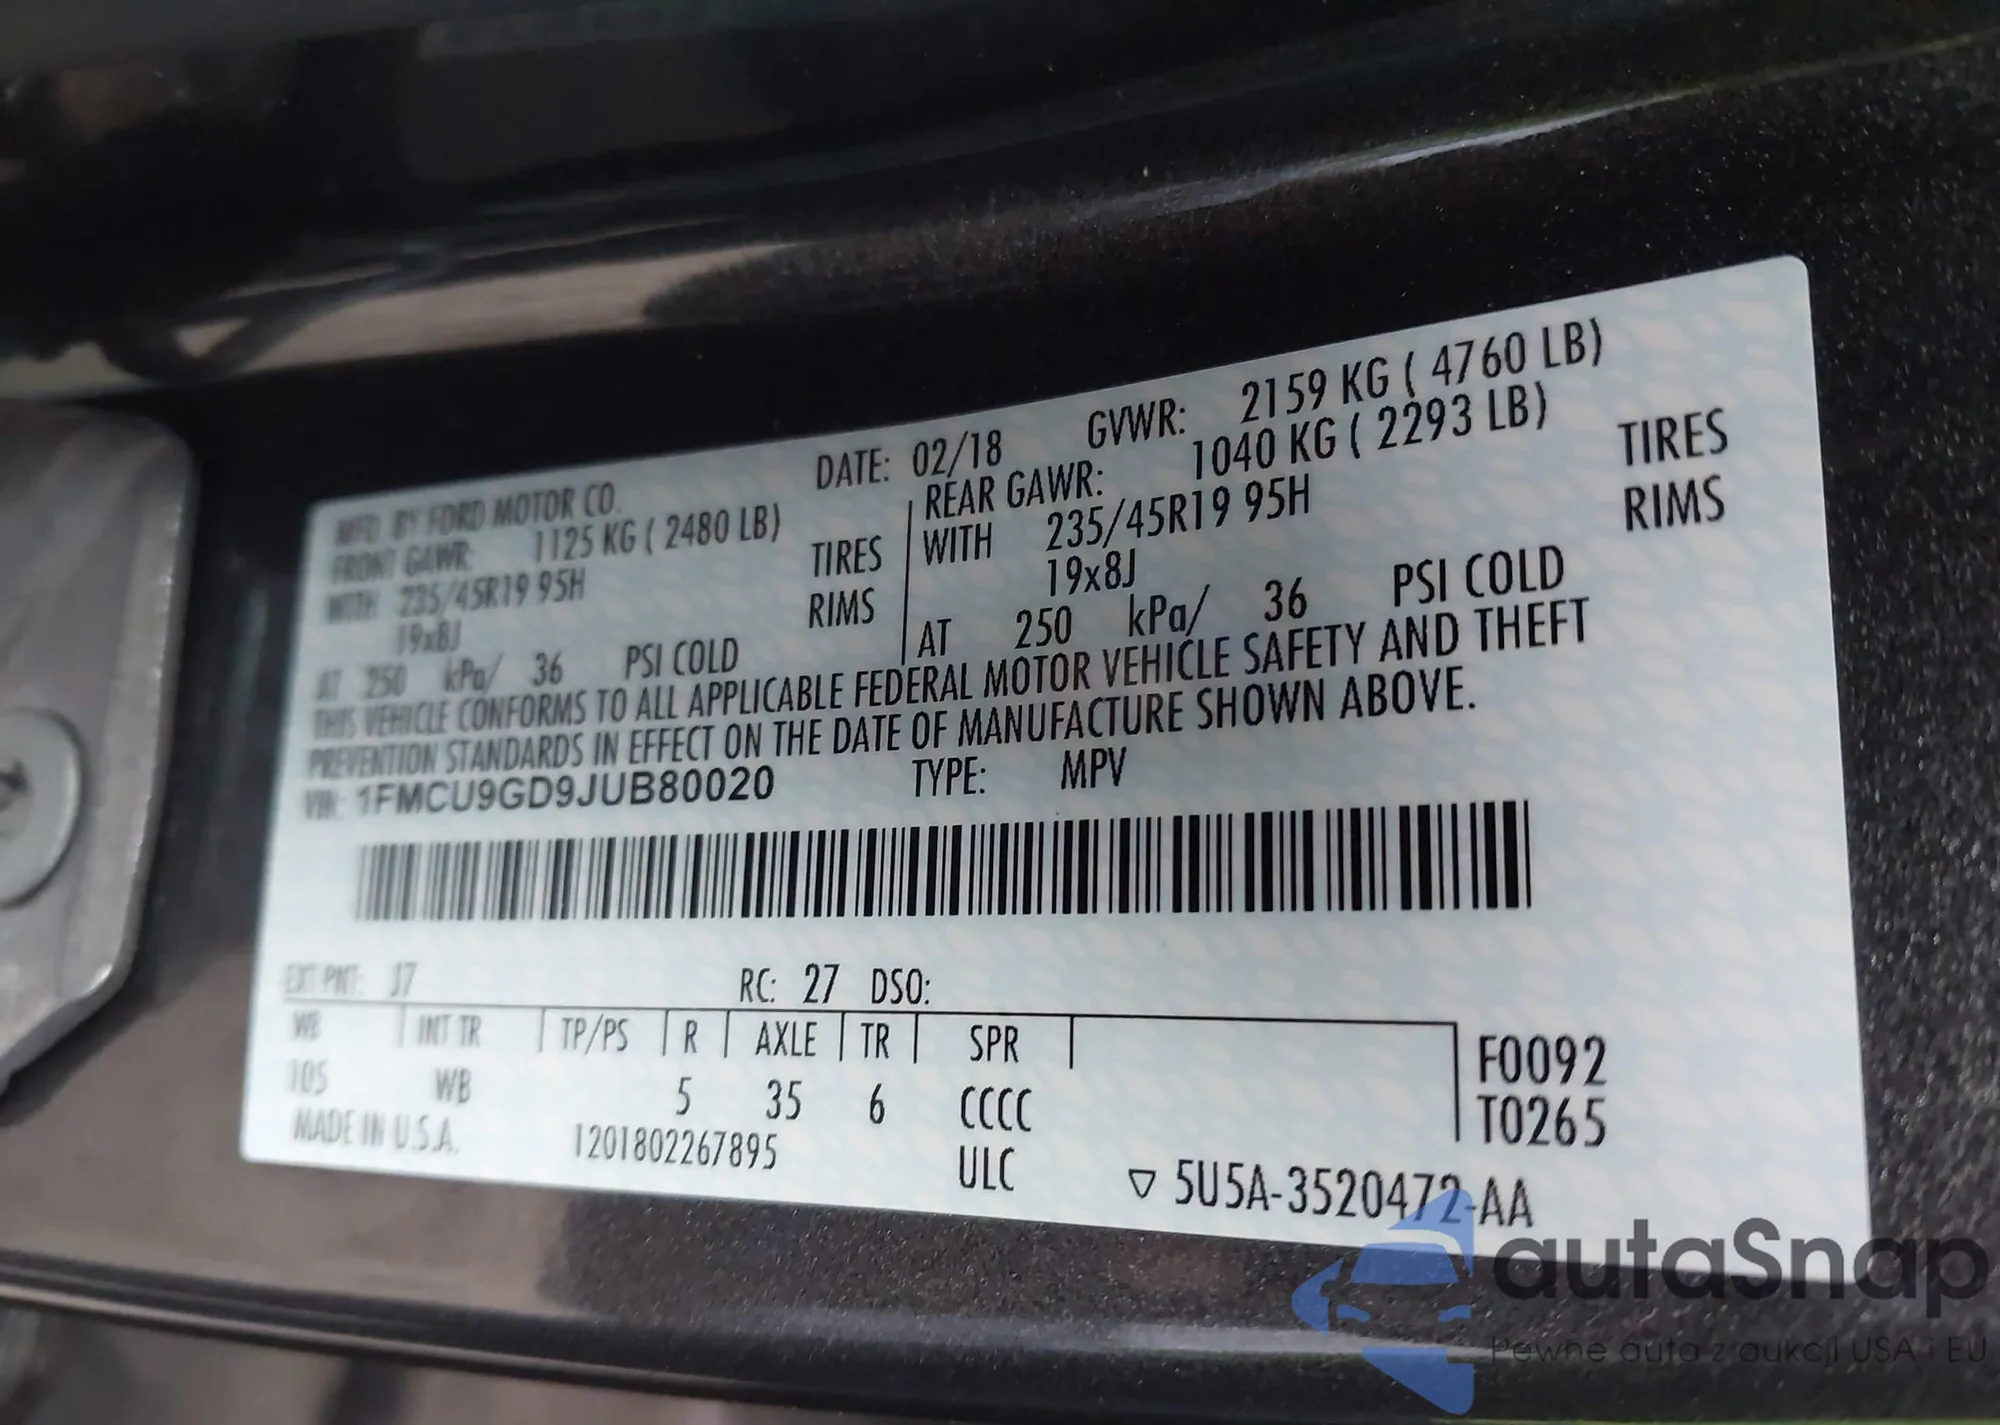 MFD. BY FORD MOTOR CO.
DATE: 02/18
GVWR: 2159 KG ( 4760 LB)
FRONT GAWR: 1125 KG ( 2480 LB)
WITH 235/45R19 95H TIRES
19x8J RIMS
AT 250 kPa/ 36 PSI COLD
REAR GAWR: 1040 KG ( 2293 LB)
WITH 235/45R19 95H TIRES
19x8J RIMS
AT 250 kPa/ 36 PSI COLD
THIS VEHICLE CONFORMS TO ALL APPLICABLE FEDERAL MOTOR VEHICLE SAFETY AND THEFT
PREVENTION STANDARDS IN EFFECT ON THE DATE OF MANUFACTURE SHOWN ABOVE.
VIN: 1FMCU9GD9JUB80020 TYPE: MPV
EXT PNT: J7 RC: 27 DSO:
WB INT TR TP/PS R AXLE TR SPR
105 WB 5 35 6 CCCC
F0092
T0265
MADE IN U.S.A. 1201802267895 ULC ▽ 5U5A-3520472-AA
autaSnap
Pewne auta z aukcji USA i EU